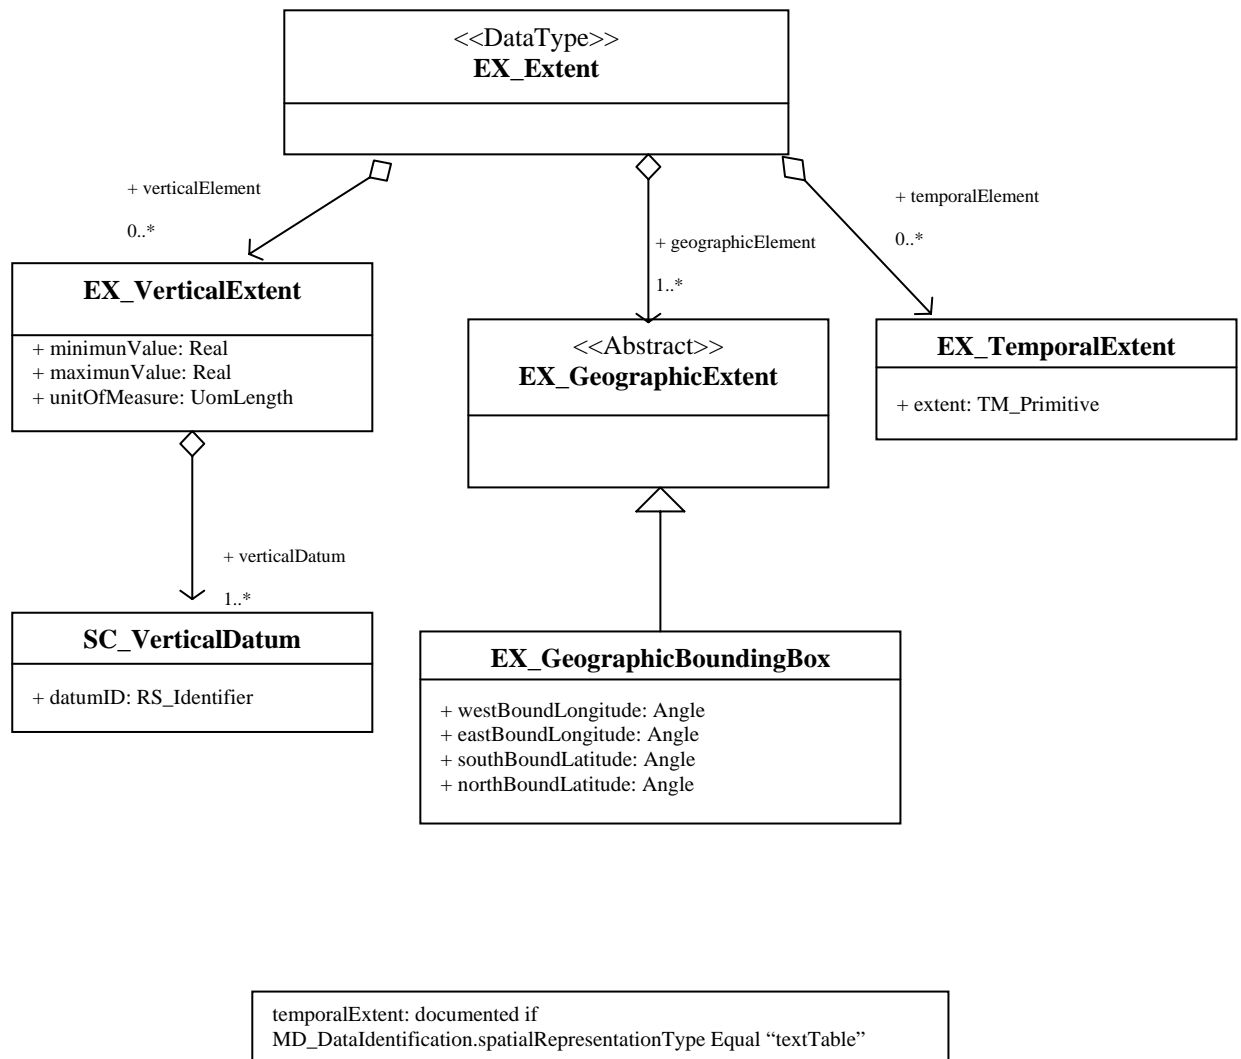 <<DataType>>
EX_Extent
+ verticalElement
0..*
+ geographicElement
1..*
+ temporalElement
0..*
EX_VerticalExtent
+ minimunValue: Real
+ maximunValue: Real
+ unitOfMeasure: UomLength
<<Abstract>>
EX_GeographicExtent
EX_TemporalExtent
+ extent: TM_Primitive
+ verticalDatum
1..*
SC_VerticalDatum
+ datumID: RS_Identifier
EX_GeographicBoundingBox
+ westBoundLongitude: Angle
+ eastBoundLongitude: Angle
+ southBoundLatitude: Angle
+ northBoundLatitude: Angle
temporalExtent: documented if
MD_DataIdentification.spatialRepresentationType Equal “textTable”